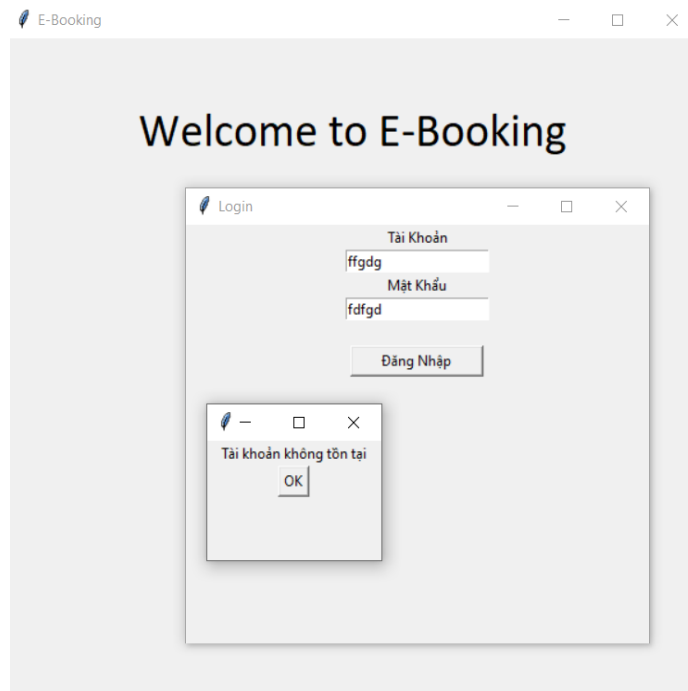 E-Booking
Welcome to E-Booking
Login
Tài Khoản
ffgdg
Mật Khẩu
fdfgd
Đăng Nhập
Tài khoản không tồn tại
OK